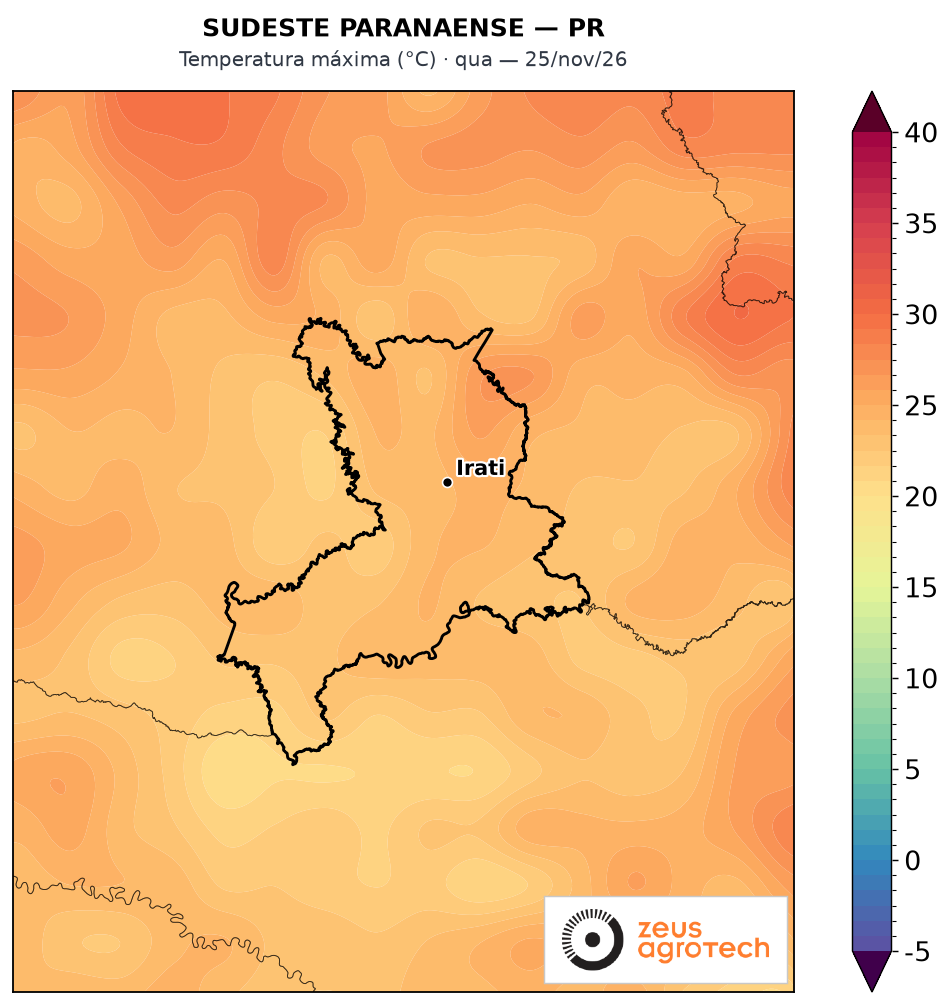 SUDESTE PARANAENSE — PR
Temperatura máxima (°C) · qua — 25/nov/26
40
35
30
25
20
15
10
5
0
-5
Irati
zeus
agrotech